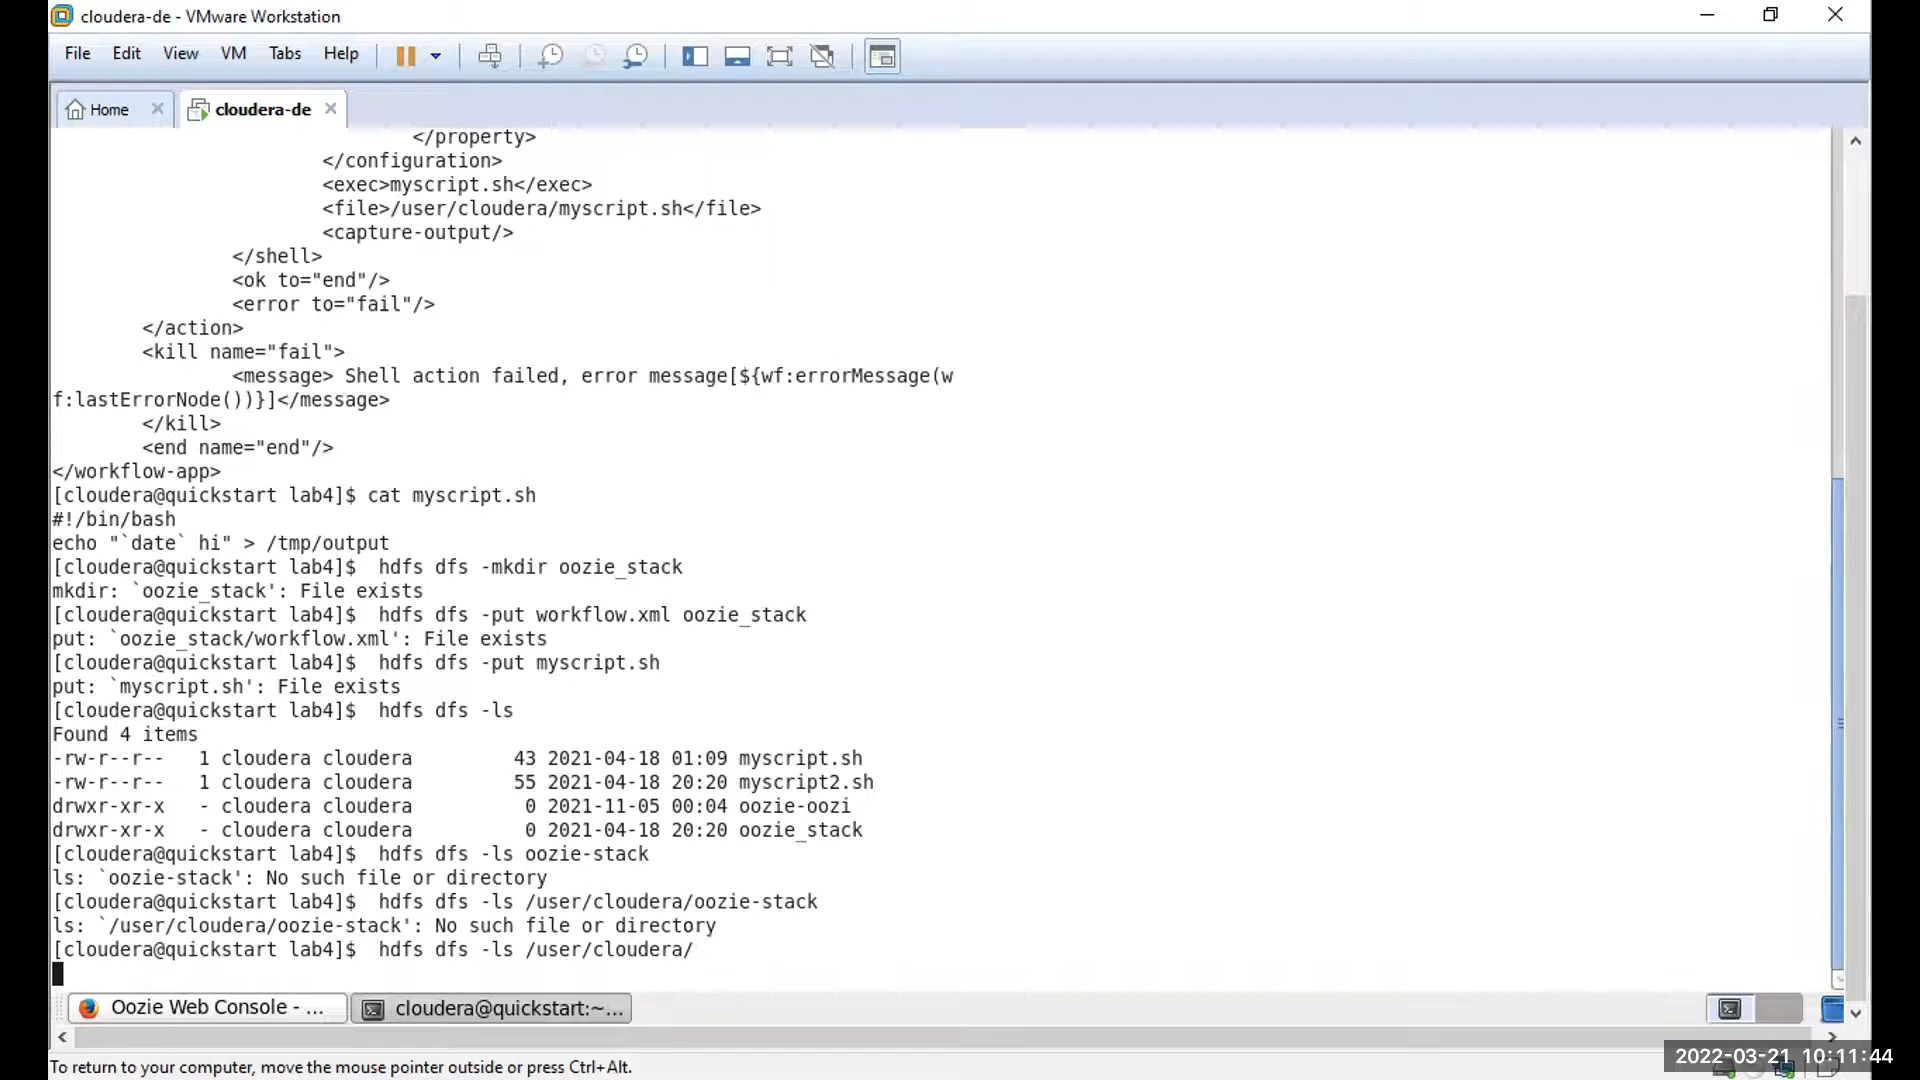 cloudera-de - VMware Workstation
File Edit View VM Tabs Help
Home cloudera-de
</property>
</configuration>
<exec>myscript.sh</exec>
<file>/user/cloudera/myscript.sh</file>
<capture-output/>
</shell>
<ok to="end"/>
<error to="fail"/>
</action>
<kill name="fail">
<message> Shell action failed, error message[${wf:errorMessage(w
f:lastErrorNode())}]</message>
</kill>
<end name="end"/>
</workflow-app>
[cloudera@quickstart lab4]$ cat myscript.sh
#!/bin/bash
echo "`date` hi" > /tmp/output
[cloudera@quickstart lab4]$  hdfs dfs -mkdir oozie_stack
mkdir: `oozie_stack': File exists
[cloudera@quickstart lab4]$  hdfs dfs -put workflow.xml oozie_stack
put: `oozie_stack/workflow.xml': File exists
[cloudera@quickstart lab4]$  hdfs dfs -put myscript.sh
put: `myscript.sh': File exists
[cloudera@quickstart lab4]$  hdfs dfs -ls
Found 4 items
-rw-r--r--   1 cloudera cloudera         43 2021-04-18 01:09 myscript.sh
-rw-r--r--   1 cloudera cloudera         55 2021-04-18 20:20 myscript2.sh
drwxr-xr-x   - cloudera cloudera          0 2021-11-05 00:04 oozie-oozi
drwxr-xr-x   - cloudera cloudera          0 2021-04-18 20:20 oozie_stack
[cloudera@quickstart lab4]$  hdfs dfs -ls oozie-stack
ls: `oozie-stack': No such file or directory
[cloudera@quickstart lab4]$  hdfs dfs -ls /user/cloudera/oozie-stack
ls: `/user/cloudera/oozie-stack': No such file or directory
[cloudera@quickstart lab4]$  hdfs dfs -ls /user/cloudera/
Oozie Web Console - ... cloudera@quickstart:~...
To return to your computer, move the mouse pointer outside or press Ctrl+Alt.
2022-03-21 10:11:44